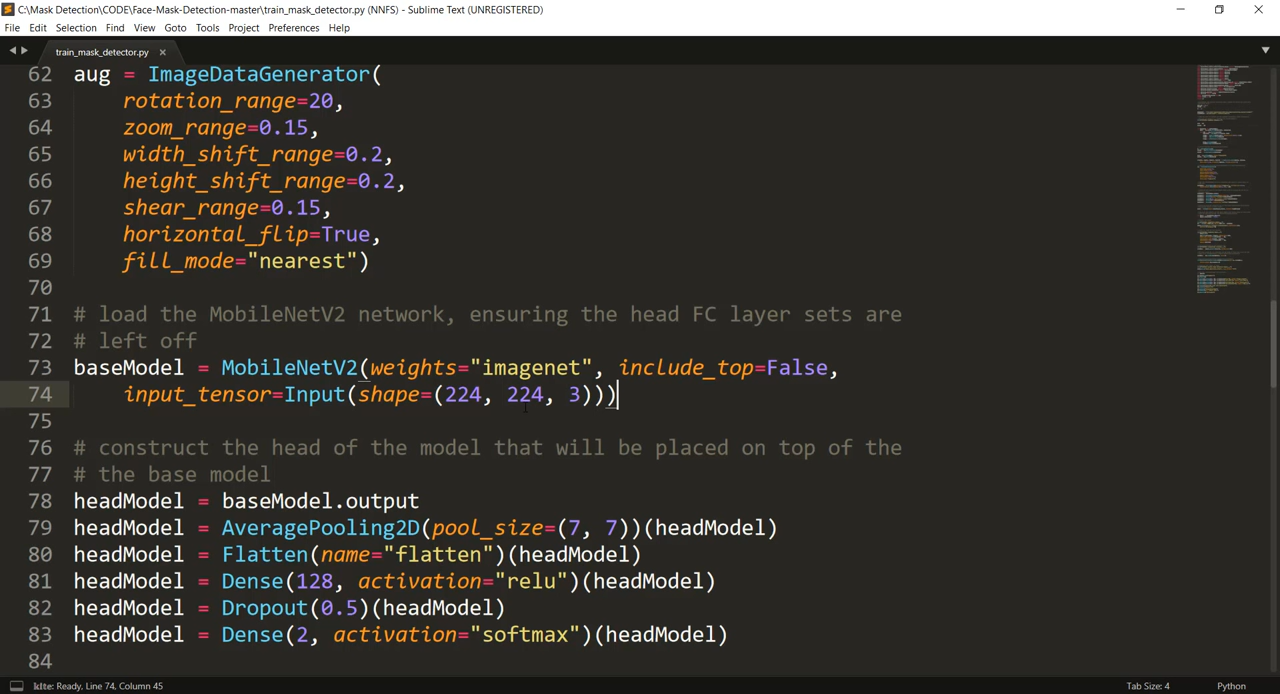 C:\Mask Detection\CODE\Face-Mask-Detection-master\train_mask_detector.py (NNFS) - Sublime Text (UNREGISTERED)
File Edit Selection Find View Goto Tools Project Preferences Help
train_mask_detector.py
62 aug = ImageDataGenerator(
63     rotation_range=20,
64     zoom_range=0.15,
65     width_shift_range=0.2,
66     height_shift_range=0.2,
67     shear_range=0.15,
68     horizontal_flip=True,
69     fill_mode="nearest")
70
71 # load the MobileNetV2 network, ensuring the head FC layer sets are
72 # left off
73 baseModel = MobileNetV2(weights="imagenet", include_top=False,
74     input_tensor=Input(shape=(224, 224, 3)))
75
76 # construct the head of the model that will be placed on top of the
77 # the base model
78 headModel = baseModel.output
79 headModel = AveragePooling2D(pool_size=(7, 7))(headModel)
80 headModel = Flatten(name="flatten")(headModel)
81 headModel = Dense(128, activation="relu")(headModel)
82 headModel = Dropout(0.5)(headModel)
83 headModel = Dense(2, activation="softmax")(headModel)
84
kite: Ready, Line 74, Column 45 Tab Size: 4 Python